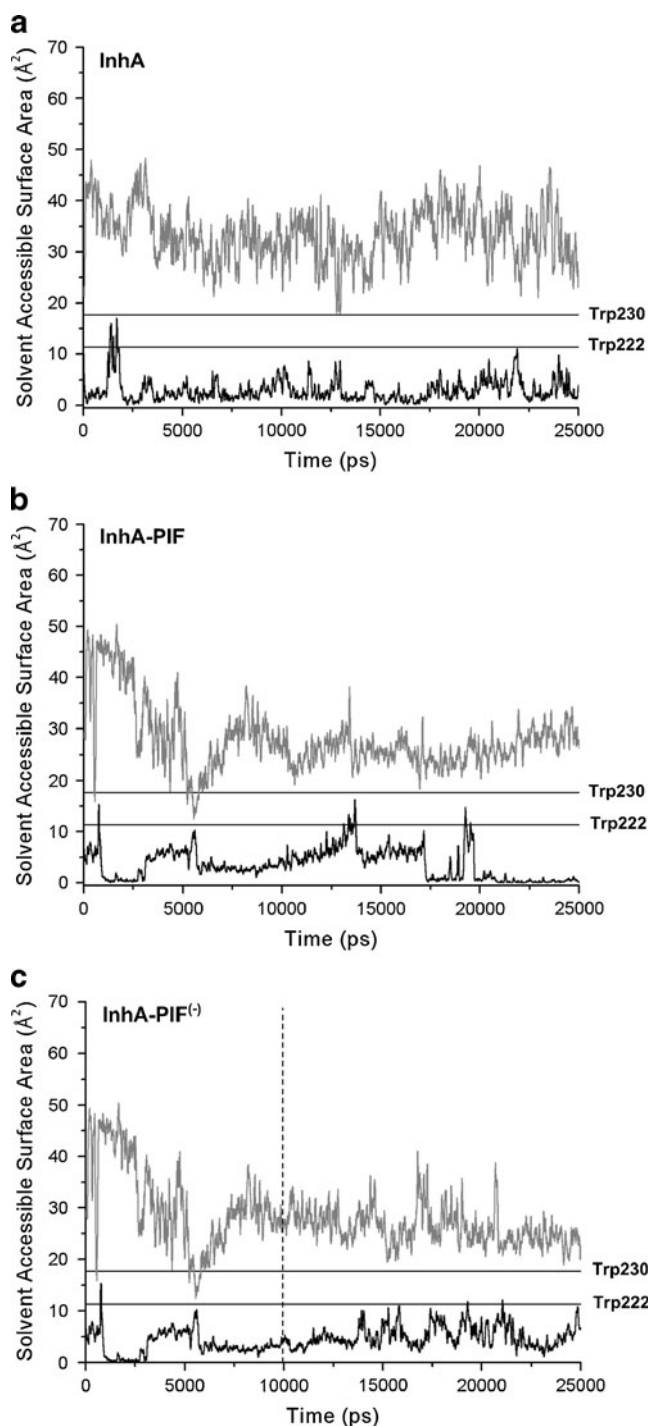 a
InhA
Solvent Accessible Surface Area (Å²)
70
60
50
40
30
20
10
0
Trp230
Trp222
0 5000 10000 15000 20000 25000
Time (ps)
b
InhA-PIF
Solvent Accessible Surface Area (Å²)
70
60
50
40
30
20
10
0
Trp230
Trp222
0 5000 10000 15000 20000 25000
Time (ps)
c
InhA-PIF(-)
Solvent Accessible Surface Area (Å²)
70
60
50
40
30
20
10
0
Trp230
Trp222
0 5000 10000 15000 20000 25000
Time (ps)